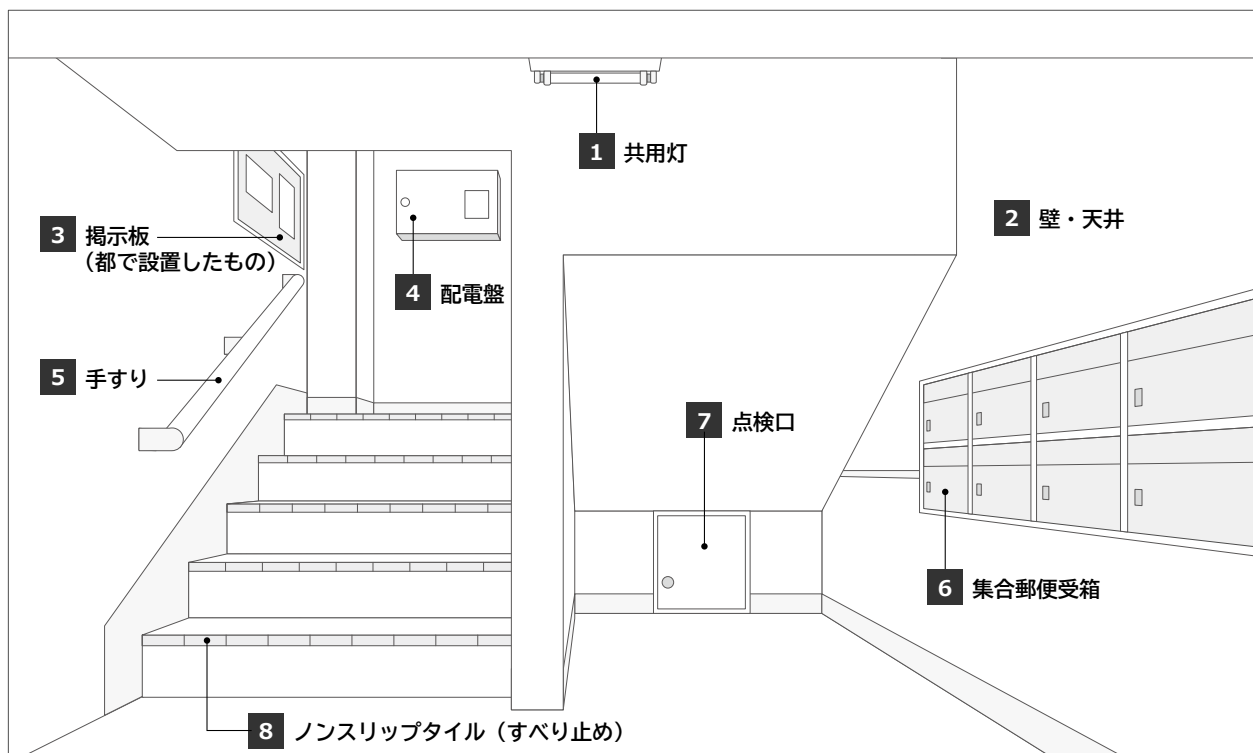 1 共用灯
2 壁・天井
3 掲示板
（都で設置したもの）
4 配電盤
5 手すり
6 集合郵便受箱
7 点検口
8 ノンスリップタイル（すべり止め）